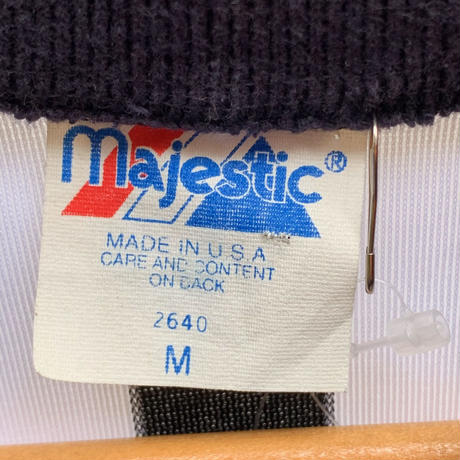 Majestic®
MADE IN U.S.A
CARE AND CONTENT
ON BACK
2640
M